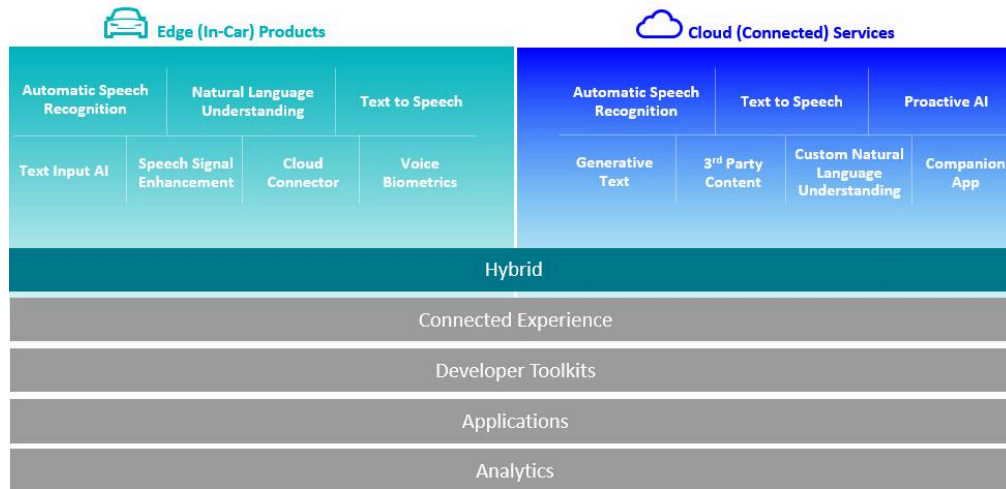 Edge (In-Car) Products
Cloud (Connected) Services
Automatic Speech
Recognition
Natural Language
Understanding
Text to Speech
Automatic Speech
Recognition
Text to Speech
Proactive AI
Text Input AI
Speech Signal
Enhancement
Cloud
Connector
Voice
Biometrics
Generative
Text
3rd Party
Content
Custom Natural
Language
Understanding
Companion
App
Hybrid
Connected Experience
Developer Toolkits
Applications
Analytics